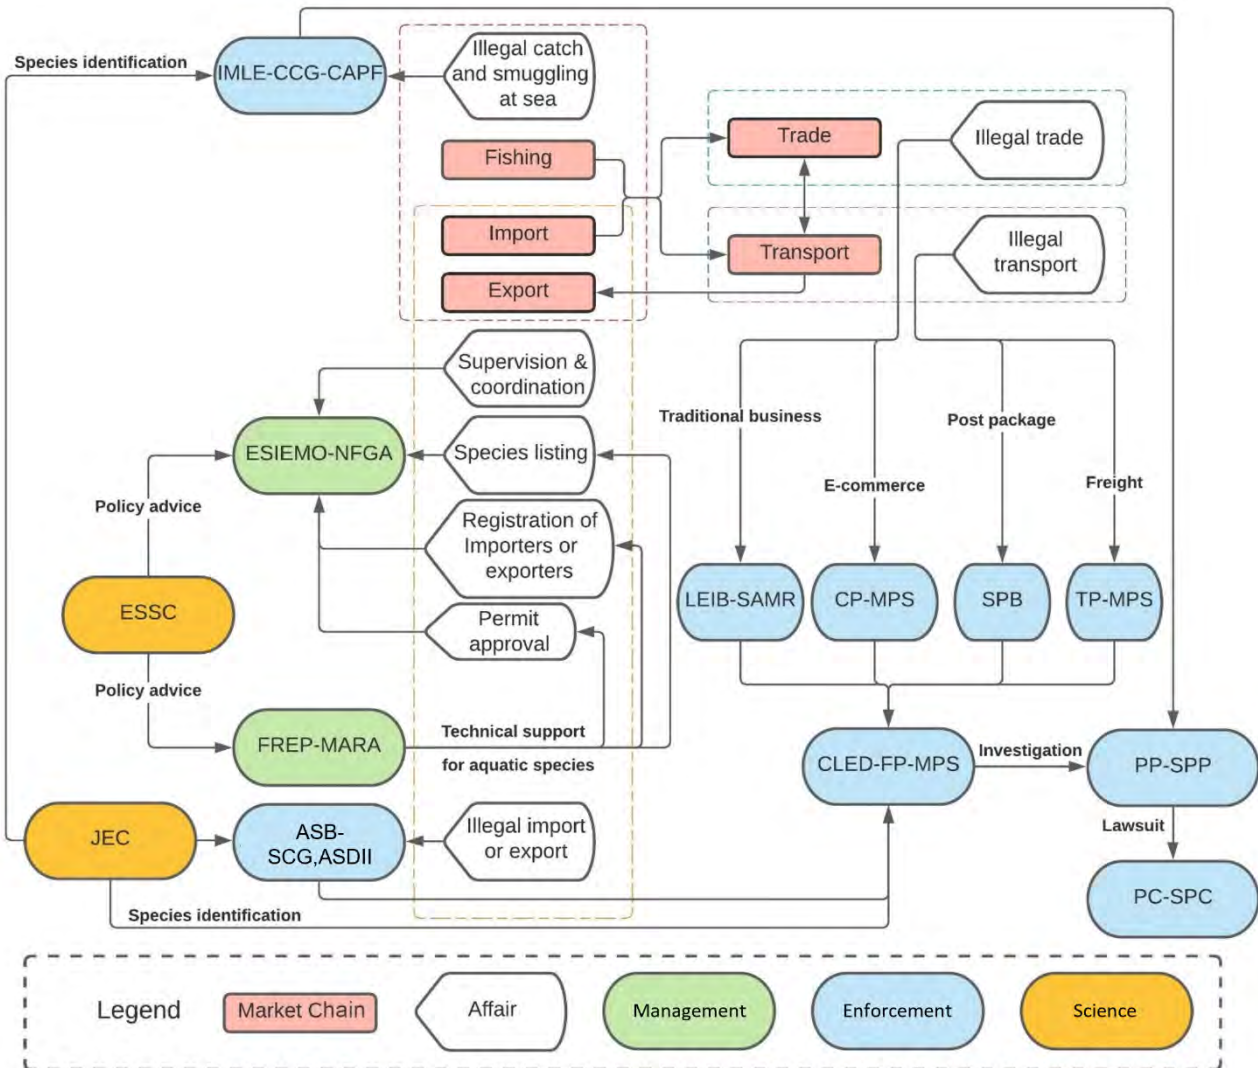 Species identification
IMLE-CCG-CAPF
Illegal catch
and smuggling
at sea
Fishing
Import
Export
Trade
Transport
Illegal trade
Illegal
transport
Supervision &
coordination
ESIEMO-NFGA
Species listing
Registration of
Importers or
exporters
Permit
approval
Policy advice
ESSC
Policy advice
FREP-MARA
Technical support
for aquatic species
Traditional business
E-commerce
Post package
Freight
LEIB-SAMR
CP-MPS
SPB
TP-MPS
CLED-FP-MPS
Investigation
PP-SPP
Lawsuit
PC-SPC
JEC
ASB-
SCG,ASDII
Illegal import
or export
Species identification
Legend
Market Chain
Affair
Management
Enforcement
Science